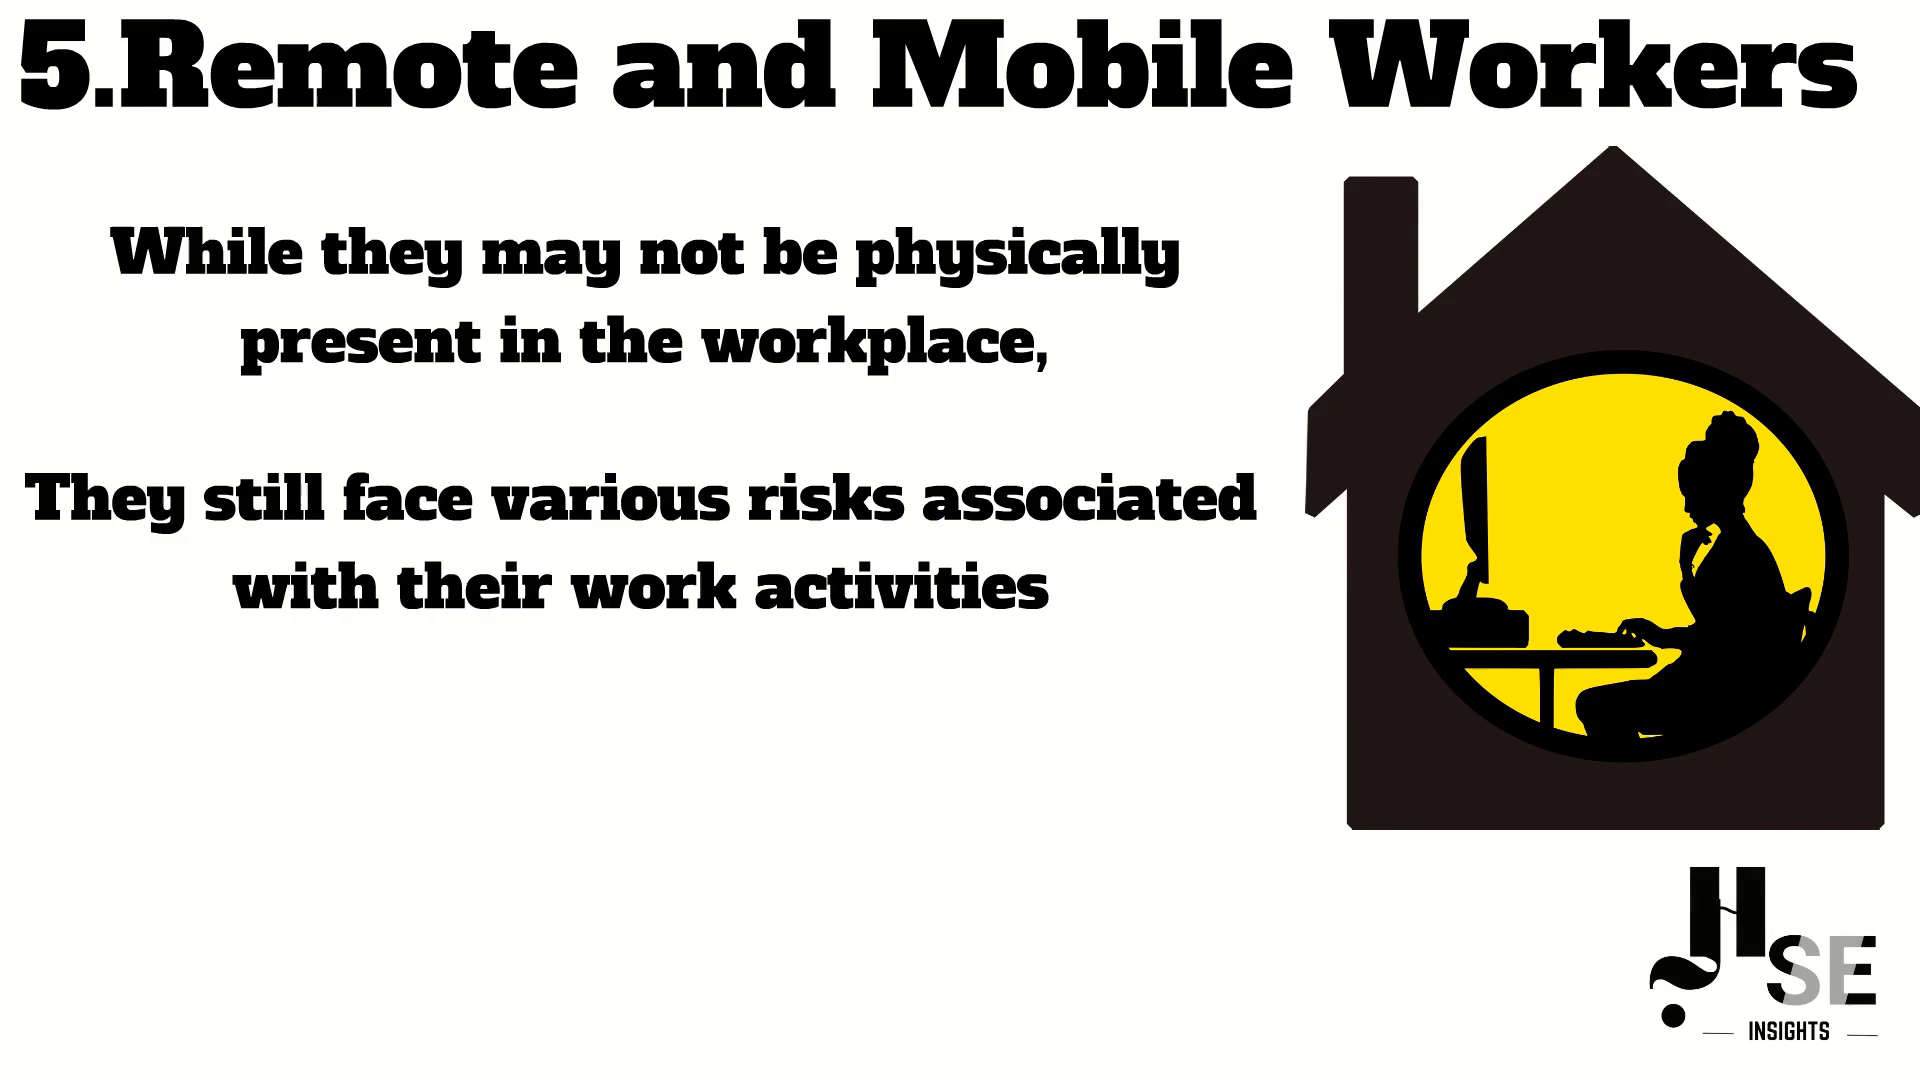 5.Remote and Mobile Workers
While they may not be physically
present in the workplace,
They still face various risks associated
with their work activities
HSE
INSIGHTS